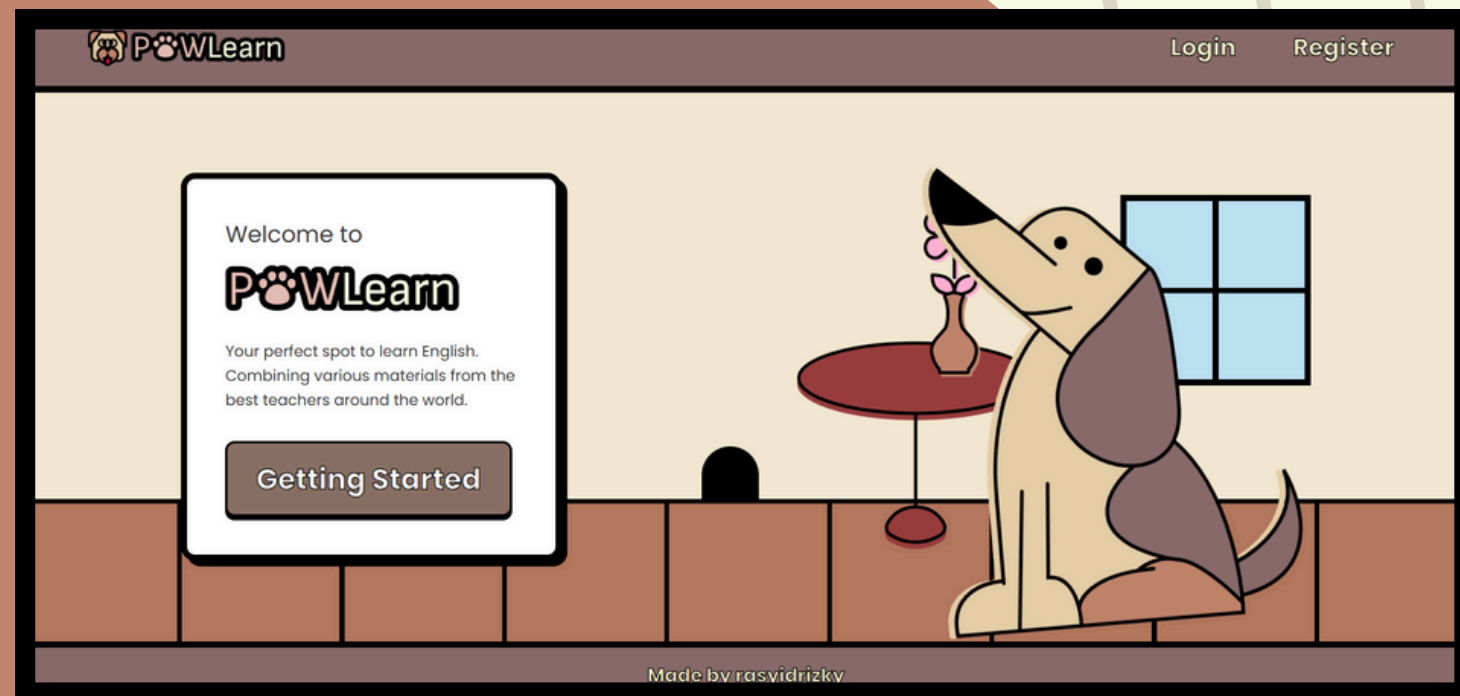 PAWLearn
Login
Register
Welcome to
PAWLearn
Your perfect spot to learn English.
Combining various materials from the
best teachers around the world.
Getting Started
Made by rasyidrizky